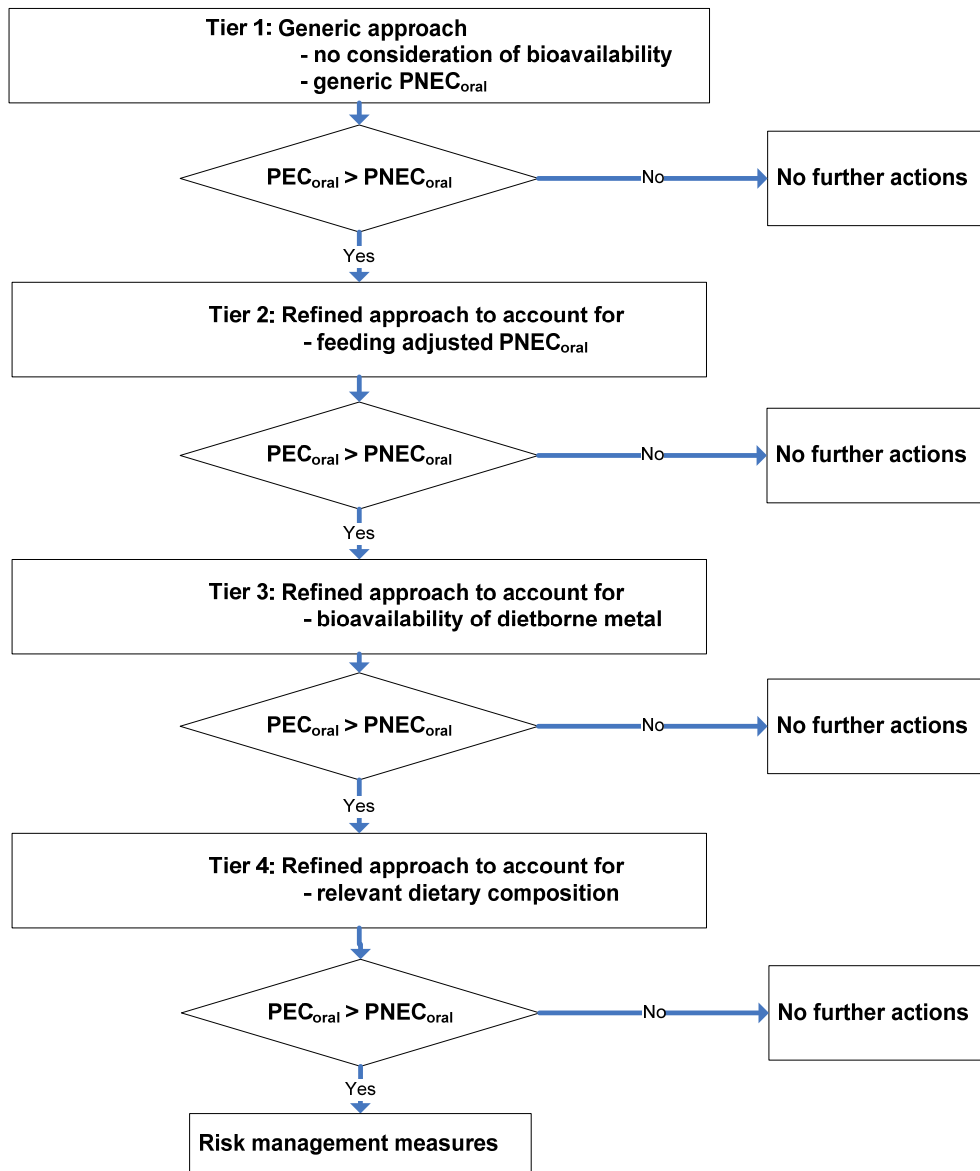 Tier 1: Generic approach
- no consideration of bioavailability
- generic PNECoral
PECoral > PNECoral
No
No further actions
Yes
Tier 2: Refined approach to account for
- feeding adjusted PNECoral
PECoral > PNECoral
No
No further actions
Yes
Tier 3: Refined approach to account for
- bioavailability of dietborne metal
PECoral > PNECoral
No
No further actions
Yes
Tier 4: Refined approach to account for
- relevant dietary composition
PECoral > PNECoral
No
No further actions
Yes
Risk management measures